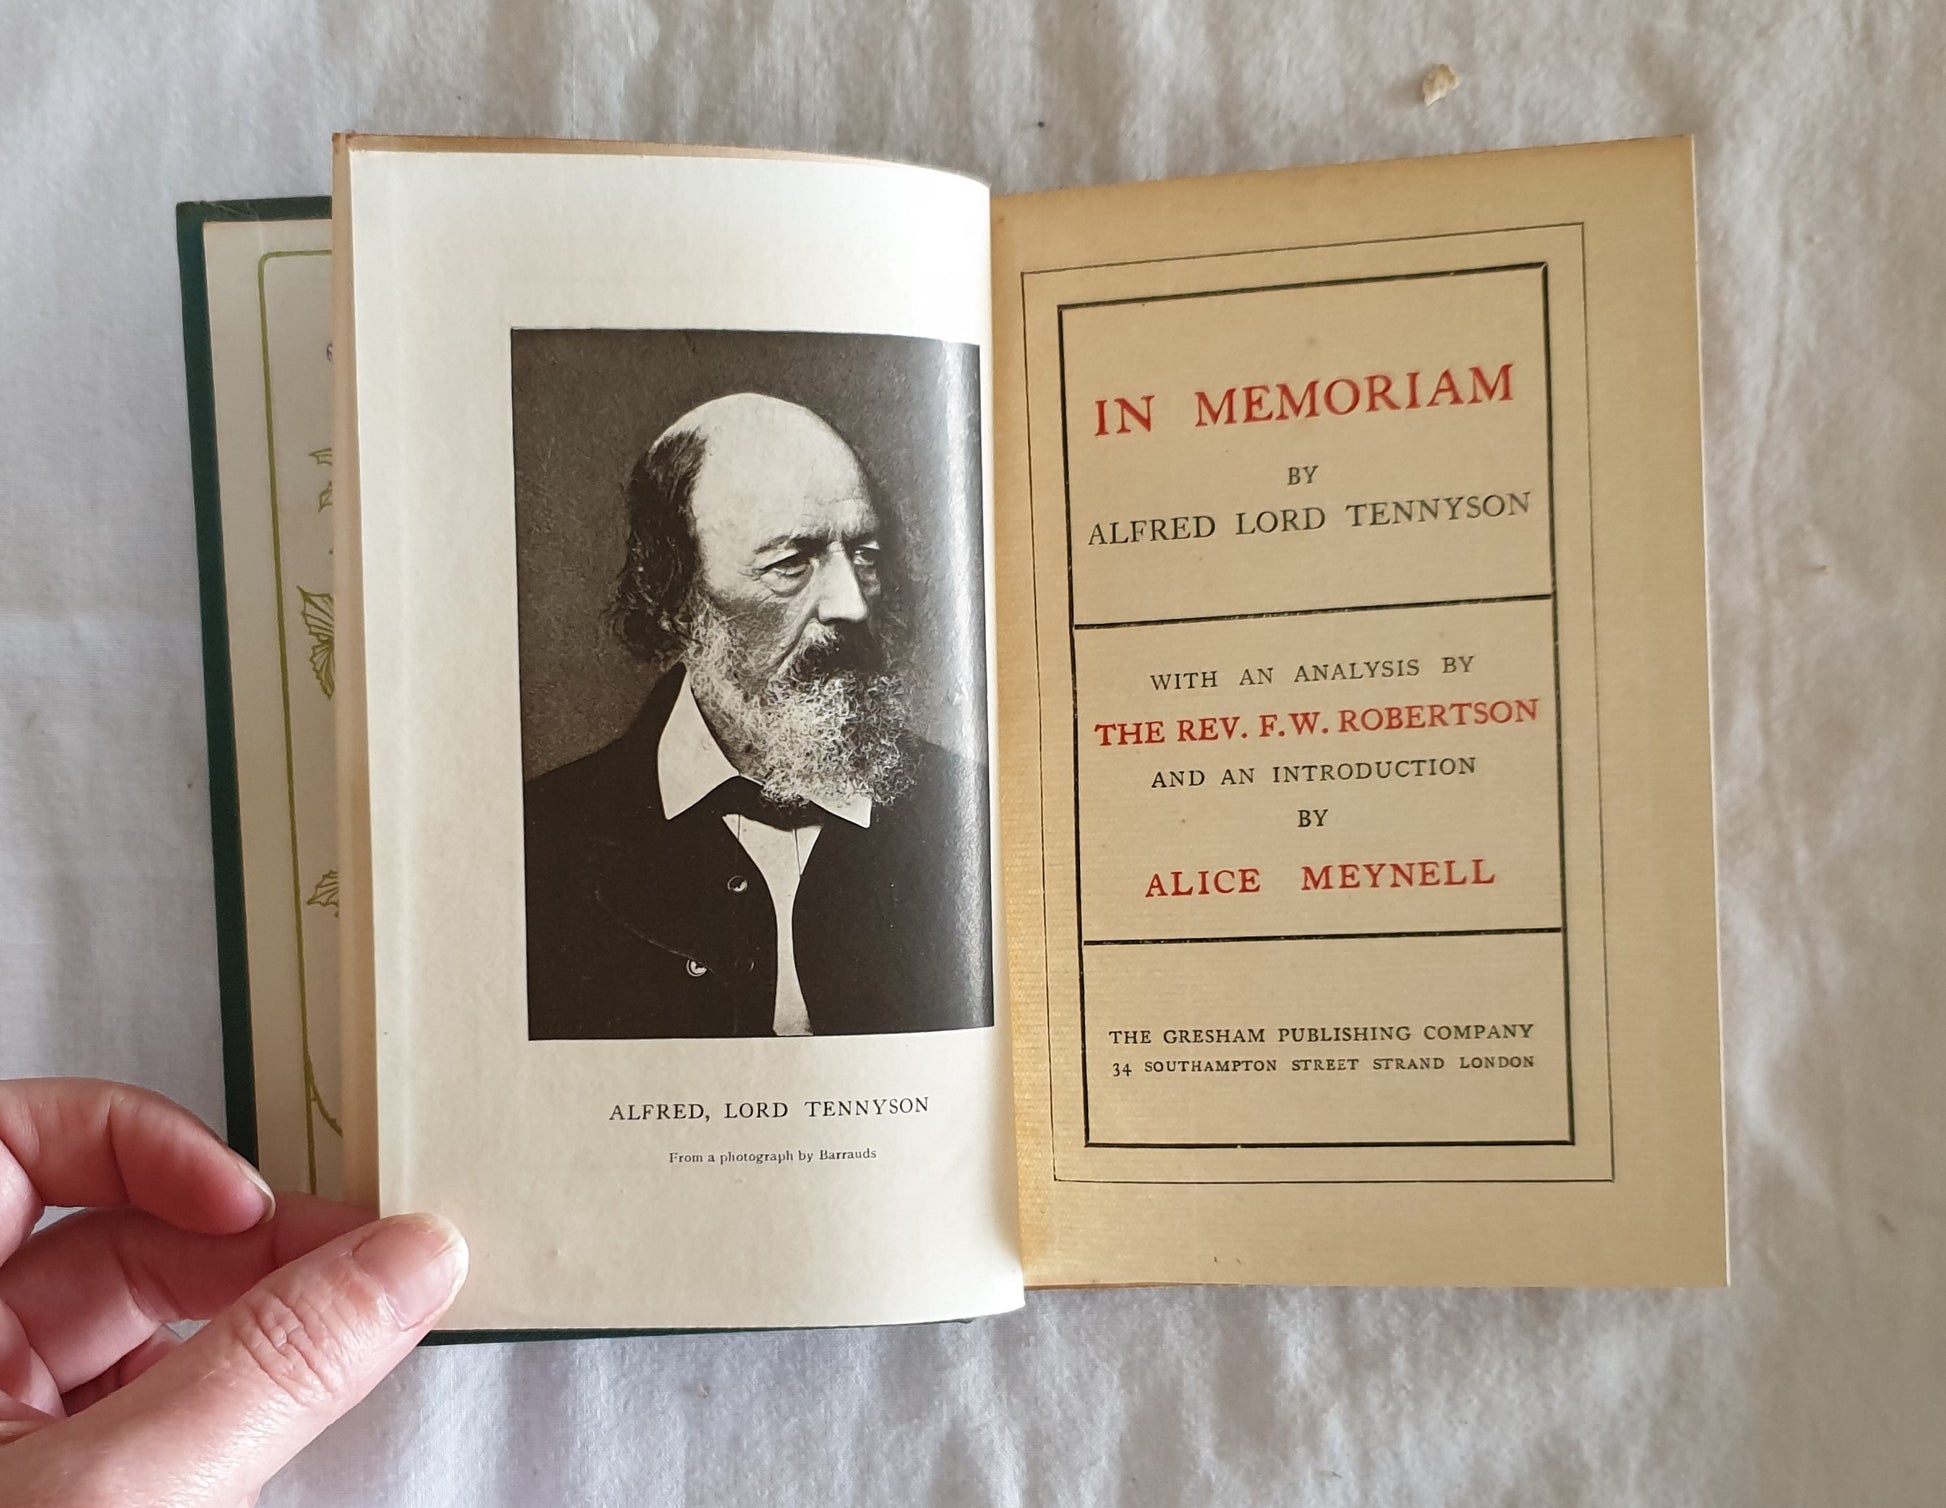 ALFRED, LORD TENNYSON
From a photograph by Barrauds
IN MEMORIAM
BY
ALFRED LORD TENNYSON
WITH AN ANALYSIS BY
THE REV. F. W. ROBERTSON
AND AN INTRODUCTION
BY
ALICE MEYNELL
THE GRESHAM PUBLISHING COMPANY
34 SOUTHAMPTON STREET STRAND LONDON